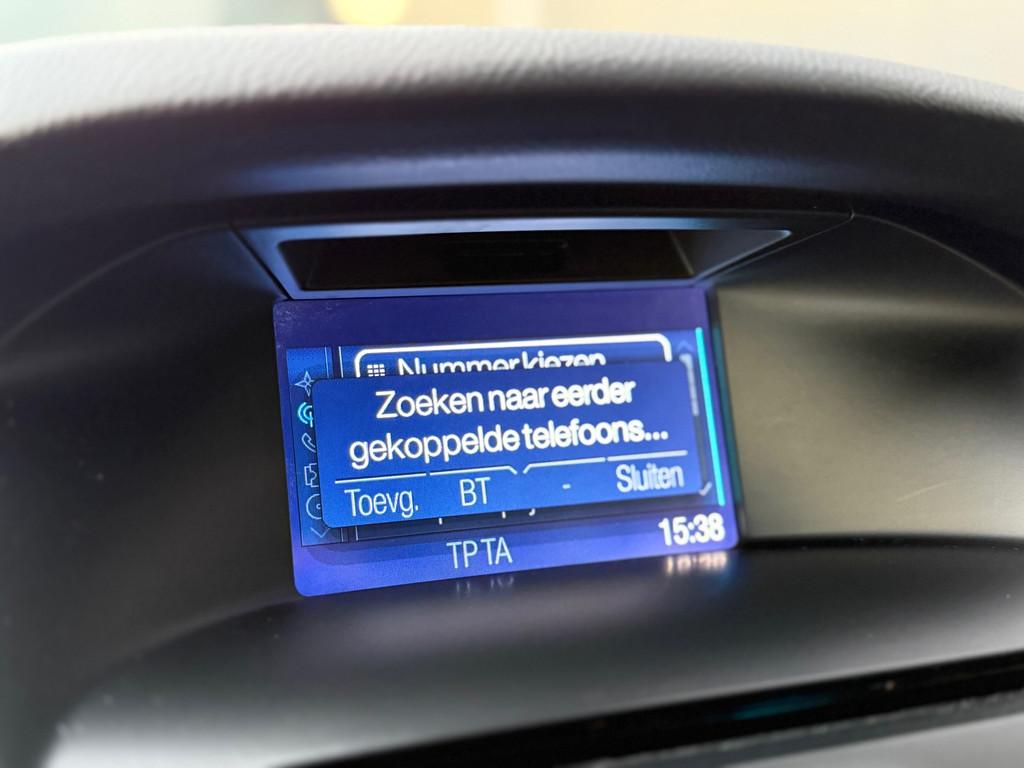 Nummer kiezen
Zoeken naar eerder
gekoppelde telefoons...
Toevg. BT - Sluiten
TP TA 15:38